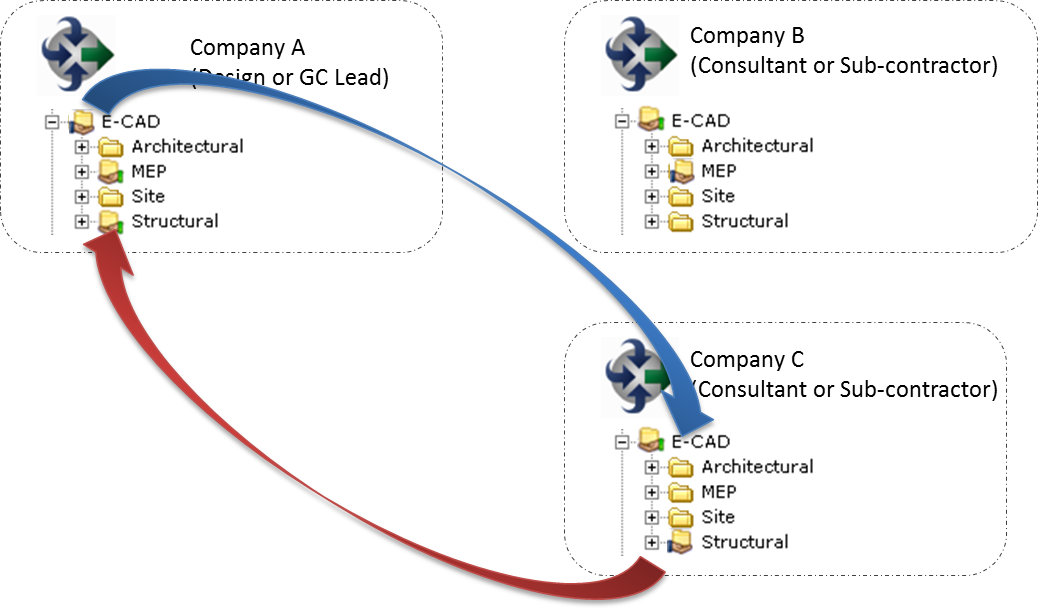 Company A
(Design or GC Lead)
E-CAD
Architectural
MEP
Site
Structural
Company B
(Consultant or Sub-contractor)
E-CAD
Architectural
MEP
Site
Structural
Company C
(Consultant or Sub-contractor)
E-CAD
Architectural
MEP
Site
Structural